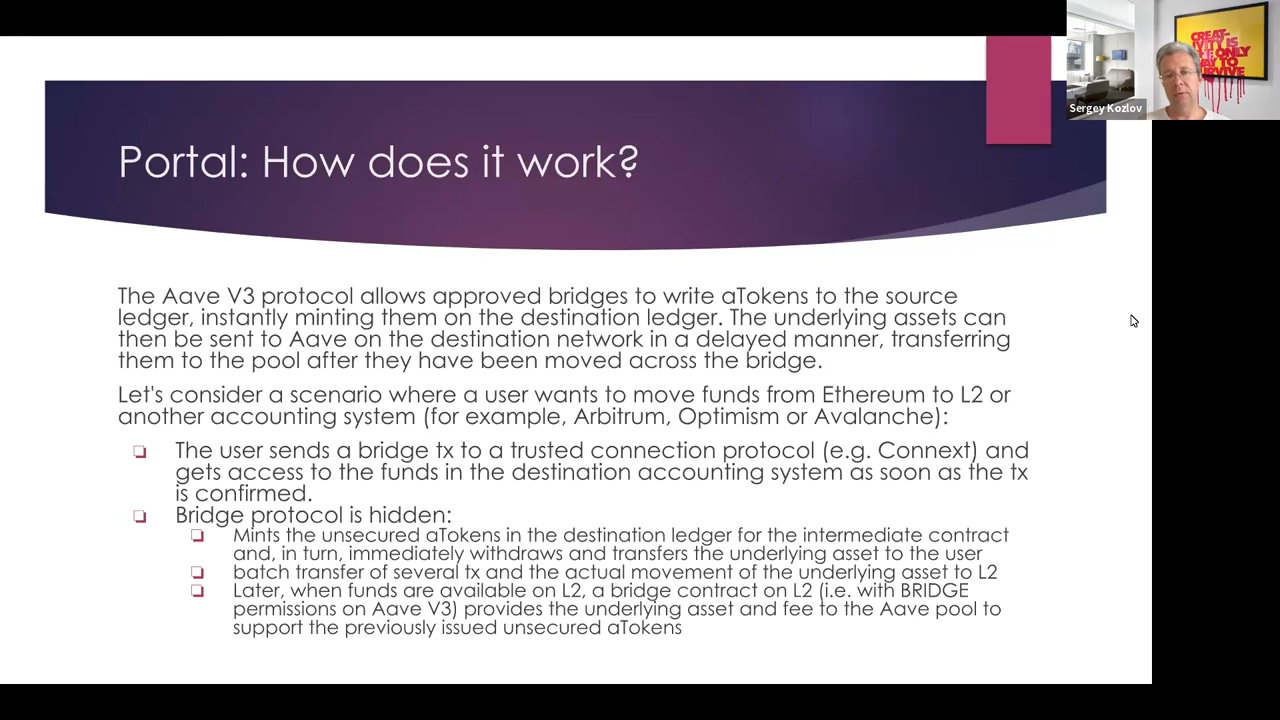 CREAT-
IVITY IS
THE ONLY
WAY TO
SURVIVE
Sergey Kozlov
Portal: How does it work?
The Aave V3 protocol allows approved bridges to write aTokens to the source
ledger, instantly minting them on the destination ledger. The underlying assets can
then be sent to Aave on the destination network in a delayed manner, transferring
them to the pool after they have been moved across the bridge.
Let's consider a scenario where a user wants to move funds from Ethereum to L2 or
another accounting system (for example, Arbitrum, Optimism or Avalanche):
The user sends a bridge tx to a trusted connection protocol (e.g. Connext) and
gets access to the funds in the destination accounting system as soon as the tx
is confirmed.
Bridge protocol is hidden:
Mints the unsecured aTokens in the destination ledger for the intermediate contract
and, in turn, immediately withdraws and transfers the underlying asset to the user
batch transfer of several tx and the actual movement of the underlying asset to L2
Later, when funds are available on L2, a bridge contract on L2 (i.e. with BRIDGE
permissions on Aave V3) provides the underlying asset and fee to the Aave pool to
support the previously issued unsecured aTokens